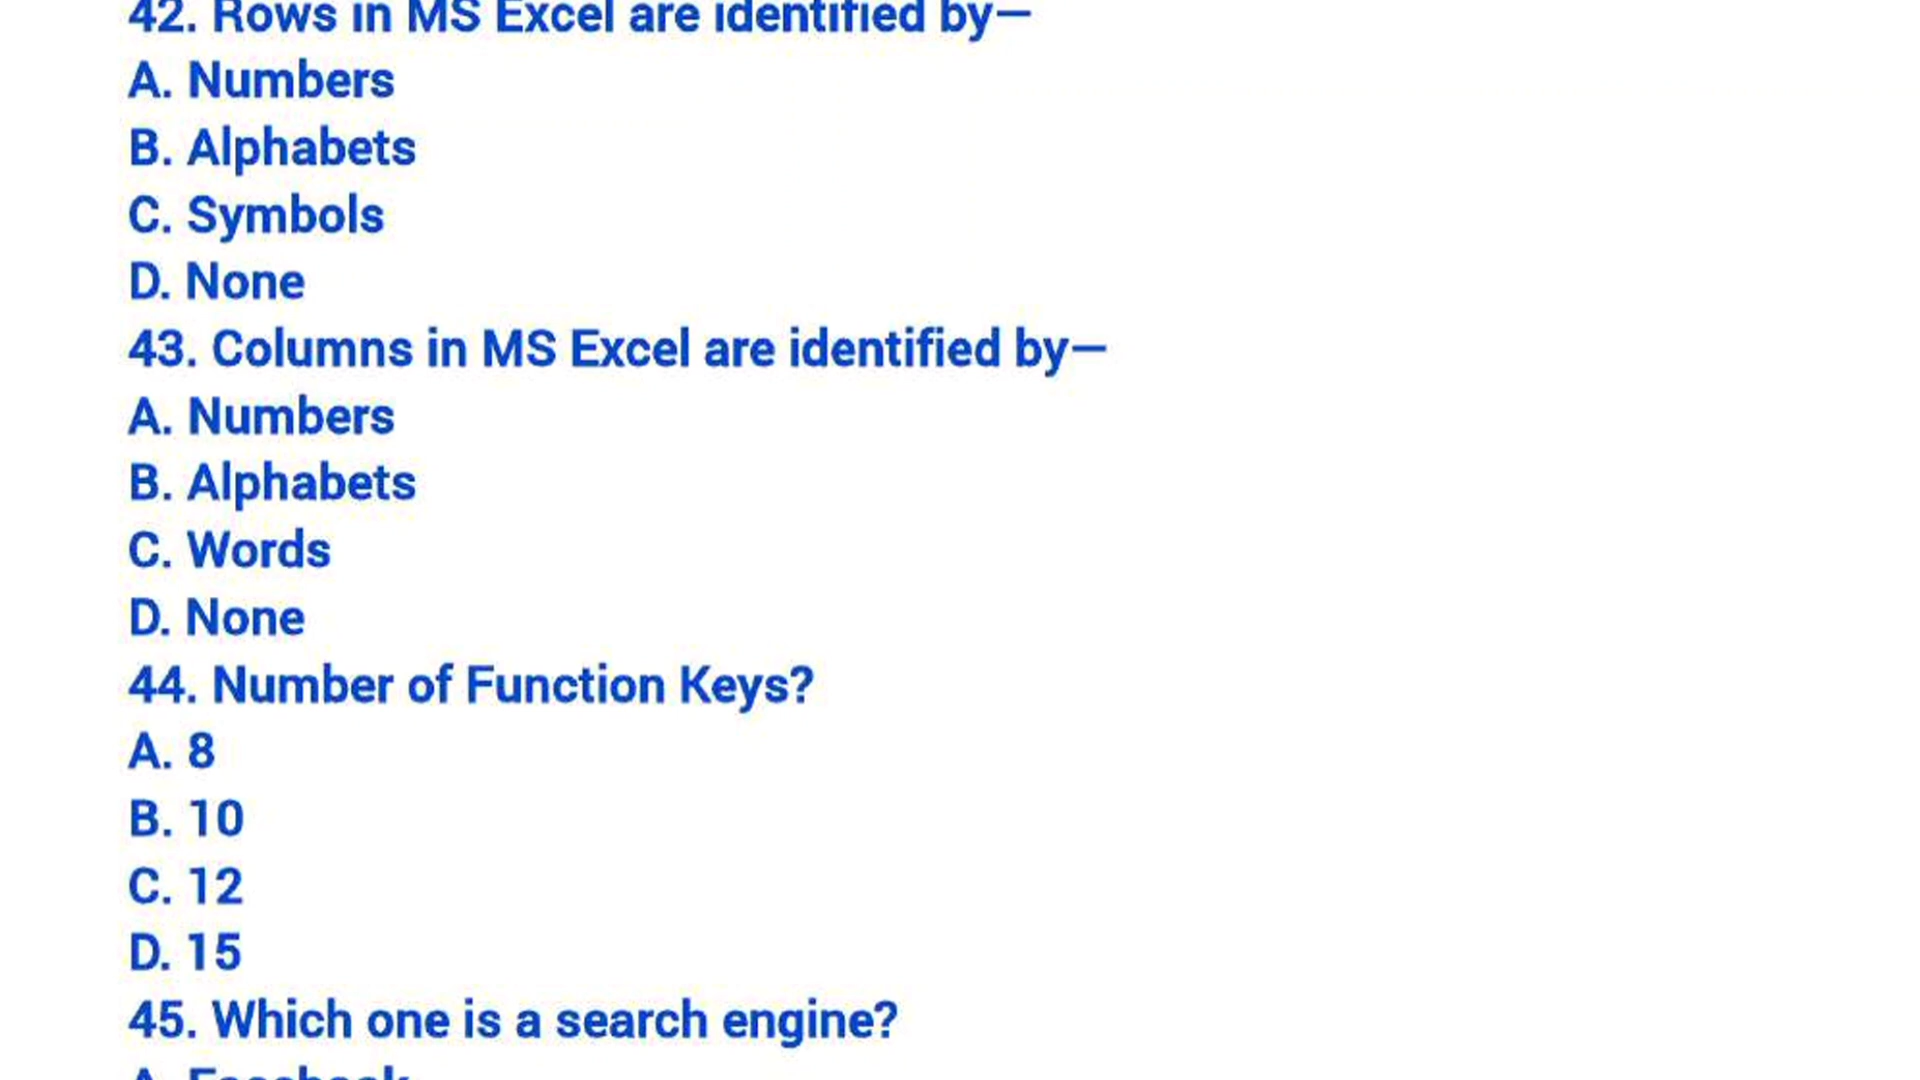 42. Rows in MS Excel are identified by—
A. Numbers
B. Alphabets
C. Symbols
D. None
43. Columns in MS Excel are identified by—
A. Numbers
B. Alphabets
C. Words
D. None
44. Number of Function Keys?
A. 8
B. 10
C. 12
D. 15
45. Which one is a search engine?
A. Facebook